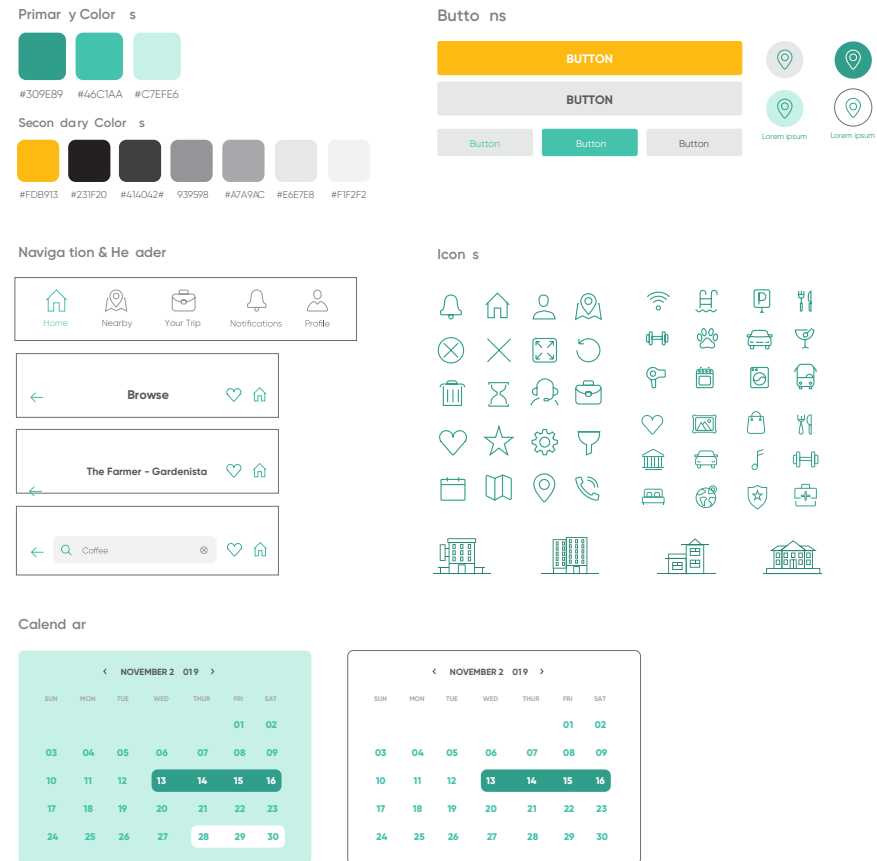 Primar y Color s
#309E89 #46C1AA #C7EFE6
Secon dary Color s
#FDB913 #231F20 #414042# 939598 #A7A9AC #E6E7E8 #F1F2F2
Butto ns
BUTTON
BUTTON
Button Button Button
Lorem ipsum Lorem ipsum
Naviga tion & He ader
Home Nearby Your Trip Notifications Profile
Browse
The Farmer - Gardenista
Coffee
Icon s
P
Calend ar
‹ NOVEMBER 2 019 ›
SUN MON TUE WED THUR FRI SAT
01 02
03 04 05 06 07 08 09
10 11 12 13 14 15 16
17 18 19 20 21 22 23
24 25 26 27 28 29 30
‹ NOVEMBER 2 019 ›
SUN MON TUE WED THUR FRI SAT
01 02
03 04 05 06 07 08 09
10 11 12 13 14 15 16
17 18 19 20 21 22 23
24 25 26 27 28 29 30